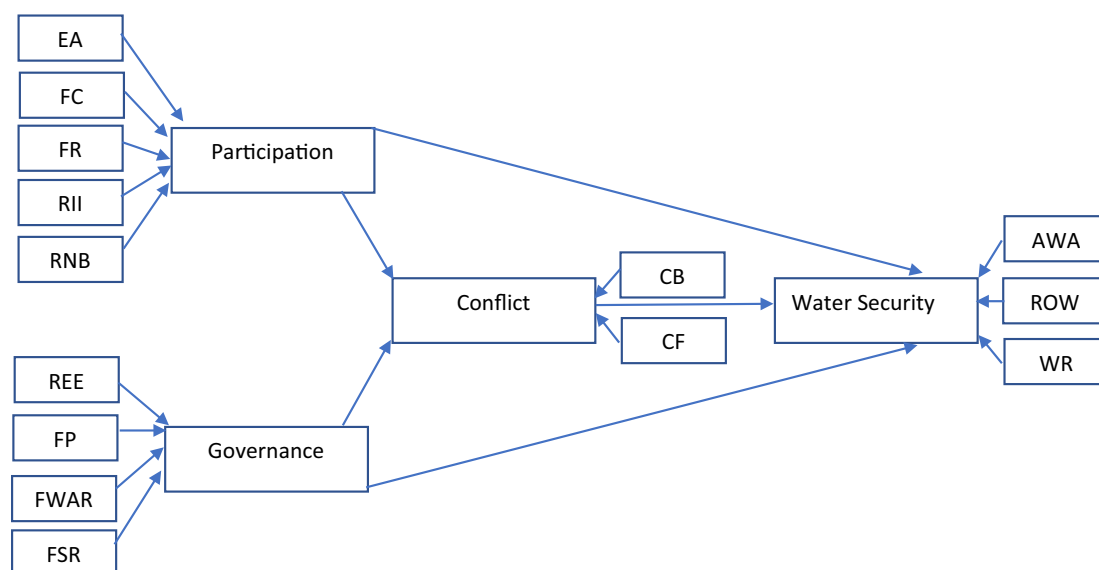 EA
FC
FR
RII
RNB
Participation
CB
Conflict
CF
Water Security
AWA
ROW
WR
REE
FP
FWAR
FSR
Governance